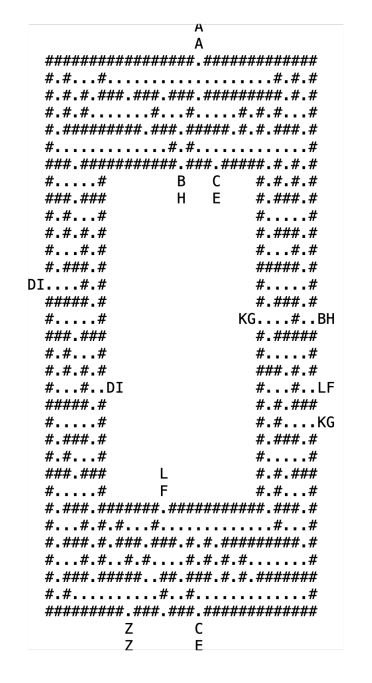 A
                   A
  #################.#############
  #.#...#...................#.#.#
  #.#.#.###.###.###.#########.#.#
  #.#.#.......#...#.....#.#.#...#
  #.#########.###.#####.#.#.###.#
  #.............#.#.............#
  ###.###########.###.#####.#.#.#
  #.....#        B   C    #.#.#.#
  ###.###        H   E    #.###.#
  #.#...#                 #.....#
  #.#.#.#                 #.###.#
  #...#.#                 #...#.#
  #.###.#                 #####.#
DI....#.#                 #.....#
  #####.#                 #.###.#
  #.....#               KG....#..BH
  ###.###                 #.#####
  #.#...#                 #.....#
  #.#.#.#                 ###.#.#
  #...#..DI               #...#..LF
  #####.#                 #.#.###
  #.....#                 #.#....KG
  #.###.#                 #.###.#
  #.#...#                 #.....#
  ###.###      L          #.#.###
  #.....#      F          #.#...#
  #.###.#######.###########.###.#
  #...#.#.#...#.............#...#
  #.###.#.###.###.#.#.#########.#
  #...#.#..#.#....#.#.#.#.......#
  #.###.#####..##.###.#.#.#######
  #.#..........#..#.............#
  #########.###.###.#############
           Z       C
           Z       E